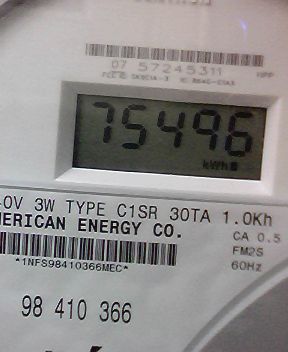 07 57245311
75496
kWh
40V 3W TYPE C1SR 30TA 1.0Kh
MERICAN ENERGY CO.
CA 0.5
FM2S
60Hz
*1NFS98410366MEC*
98 410 366